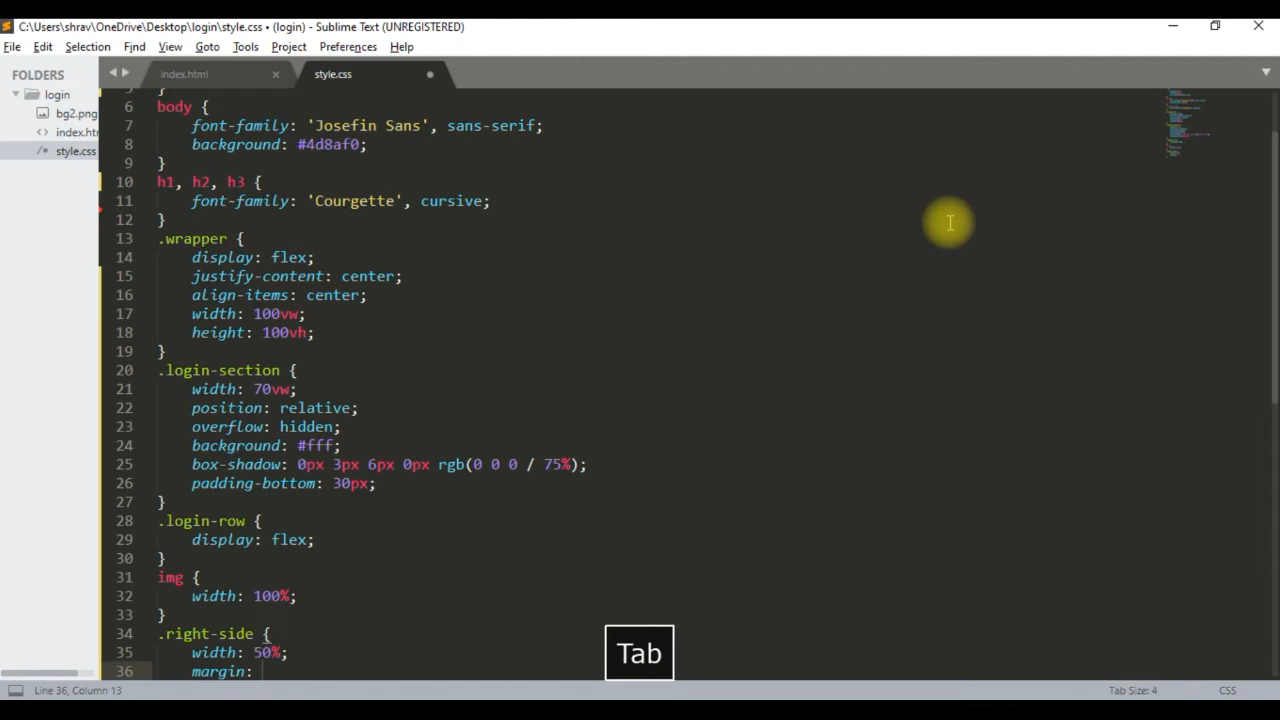 C:\Users\shrav\OneDrive\Desktop\login\style.css • (login) - Sublime Text (UNREGISTERED)
File Edit Selection Find View Goto Tools Project Preferences Help
FOLDERS
login
bg2.png
index.htm
style.css
index.html
style.css
6 body {
7 font-family: 'Josefin Sans', sans-serif;
8 background: #4d8af0;
9 }
10 h1, h2, h3 {
11 font-family: 'Courgette', cursive;
12 }
13 .wrapper {
14 display: flex;
15 justify-content: center;
16 align-items: center;
17 width: 100vw;
18 height: 100vh;
19 }
20 .login-section {
21 width: 70vw;
22 position: relative;
23 overflow: hidden;
24 background: #fff;
25 box-shadow: 0px 3px 6px 0px rgb(0 0 0 / 75%);
26 padding-bottom: 30px;
27 }
28 .login-row {
29 display: flex;
30 }
31 img {
32 width: 100%;
33 }
34 .right-side {
35 width: 50%;
36 margin:
Tab
Line 36, Column 13
Tab Size: 4
CSS